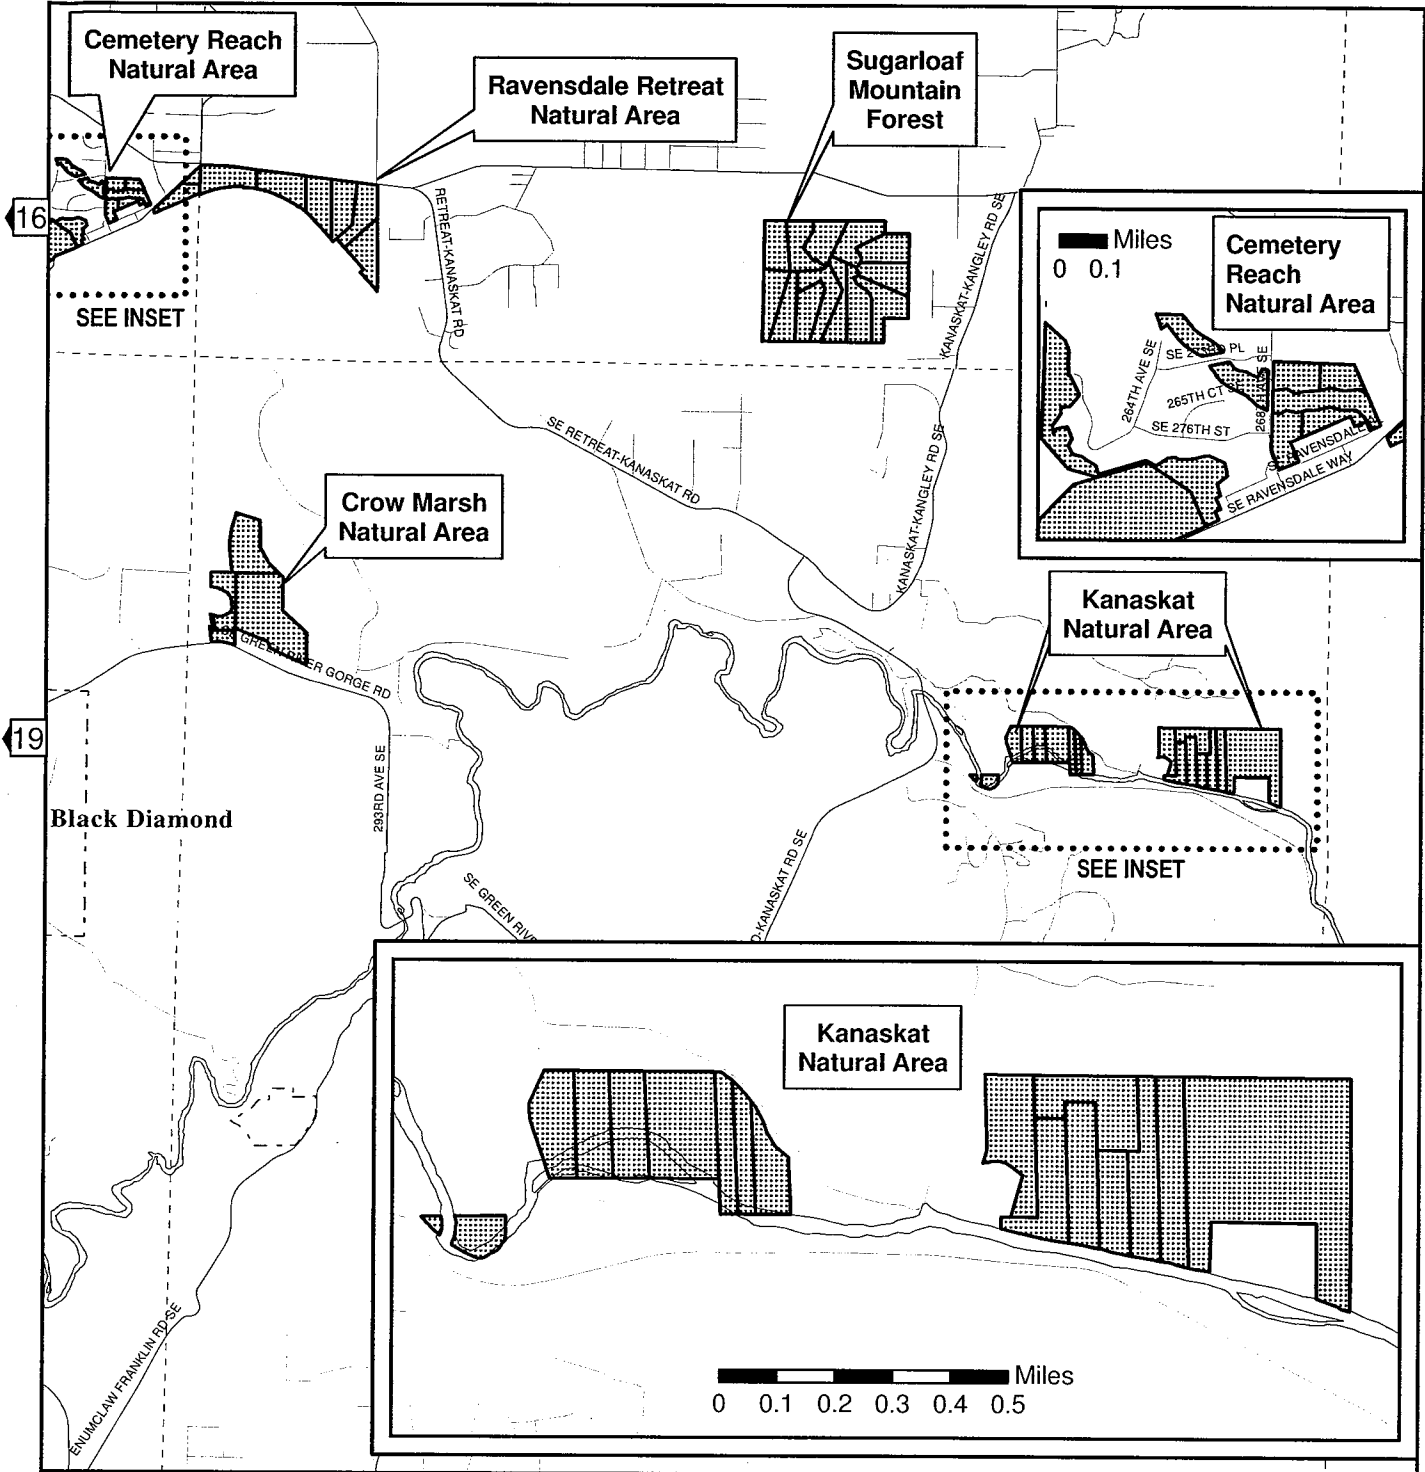 Cemetery Reach
Natural Area
Ravensdale Retreat
Natural Area
Sugarloaf
Mountain
Forest
16
SEE INSET
RETREAT-KANASKAT RD
KANASKAT-KANGLEY RD SE
Miles
0 0.1
Cemetery
Reach
Natural Area
264TH AVE SE
SE 273RD PL
265TH CT SE
SE 276TH ST
RAVENSDALE
SE RAVENSDALE WAY
SE RETREAT-KANASKAT RD
KANASKAT-KANGLEY RD SE
Crow Marsh
Natural Area
GREEN RIVER GORGE RD
Kanaskat
Natural Area
19
293RD AVE SE
Black Diamond
SEE INSET
SE GREEN RIVE
D-KANASKAT RD SE
Kanaskat
Natural Area
ENUMCLAW FRANKLIN RD SE
Miles
0 0.1 0.2 0.3 0.4 0.5